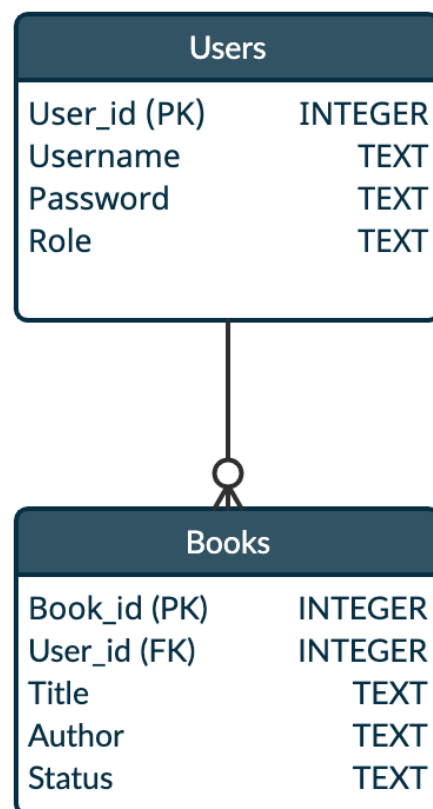 Users
User_id (PK) INTEGER
Username TEXT
Password TEXT
Role TEXT
Books
Book_id (PK) INTEGER
User_id (FK) INTEGER
Title TEXT
Author TEXT
Status TEXT